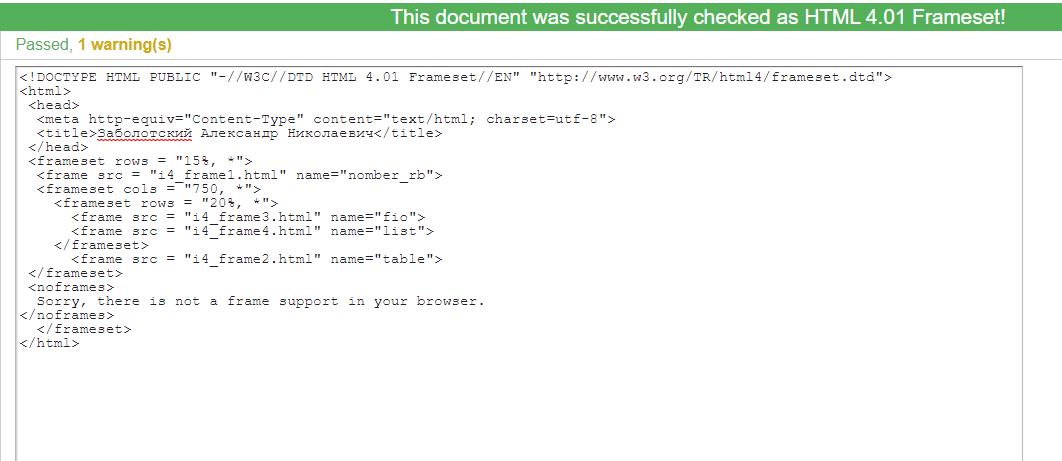 This document was successfully checked as HTML 4.01 Frameset!
Passed, 1 warning(s)
<!DOCTYPE HTML PUBLIC "-//W3C//DTD HTML 4.01 Frameset//EN" "http://www.w3.org/TR/html4/frameset.dtd">
<html>
<head>
<meta http-equiv="Content-Type" content="text/html; charset=utf-8">
<title>Заболотский Александр Николаевич</title>
</head>
<frameset rows = "15%, *">
<frame src = "i4_frame1.html" name="nomber_rb">
<frameset cols = "750, *">
<frameset rows = "20%, *">
<frame src = "i4_frame3.html" name="fio">
<frame src = "i4_frame4.html" name="list">
</frameset>
<frame src = "i4_frame2.html" name="table">
</frameset>
<noframes>
Sorry, there is not a frame support in your browser.
</noframes>
</frameset>
</html>